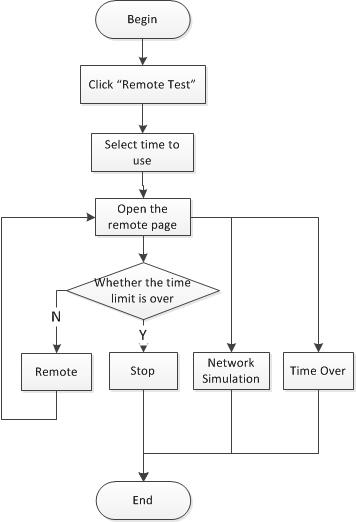 Begin
Click “Remote Test”
Select time to
use
Open the
remote page
Whether the time
limit is over
N
Y
Remote
Stop
Network
Simulation
Time Over
End